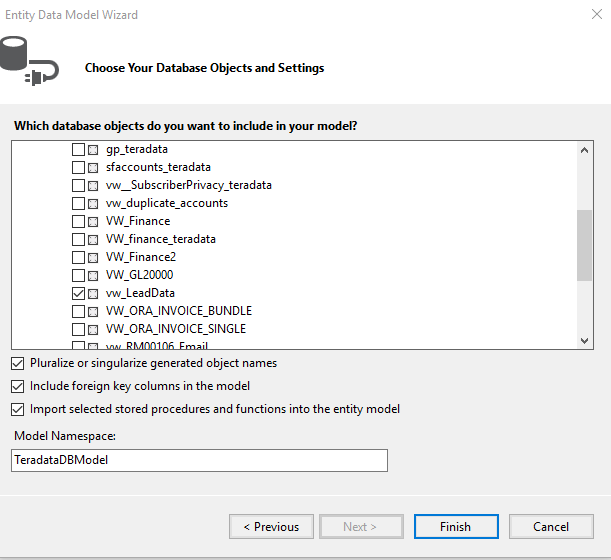 Entity Data Model Wizard
Choose Your Database Objects and Settings
Which database objects do you want to include in your model?
gp_teradata
sfaccounts_teradata
vw__SubscriberPrivacy_teradata
vw_duplicate_accounts
VW_Finance
VW_finance_teradata
VW_Finance2
VW_GL20000
vw_LeadData
VW_ORA_INVOICE_BUNDLE
VW_ORA_INVOICE_SINGLE
vw_RM00106_Email
Pluralize or singularize generated object names
Include foreign key columns in the model
Import selected stored procedures and functions into the entity model
Model Namespace:
TeradataDBModel
< Previous
Next >
Finish
Cancel